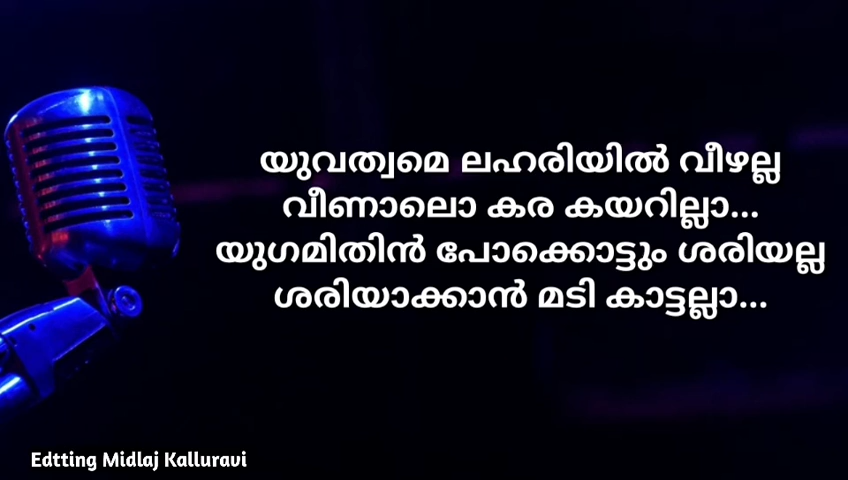 യുവത്വമെ ലഹരിയിൽ വീഴല്ല
വീണാലൊ കര കയറില്ലാ...
യുഗമിതിൻ പോക്കൊട്ടും ശരിയല്ല
ശരിയാക്കാൻ മടി കാട്ടല്ലാ...
Edtting Midlaj Kalluravi